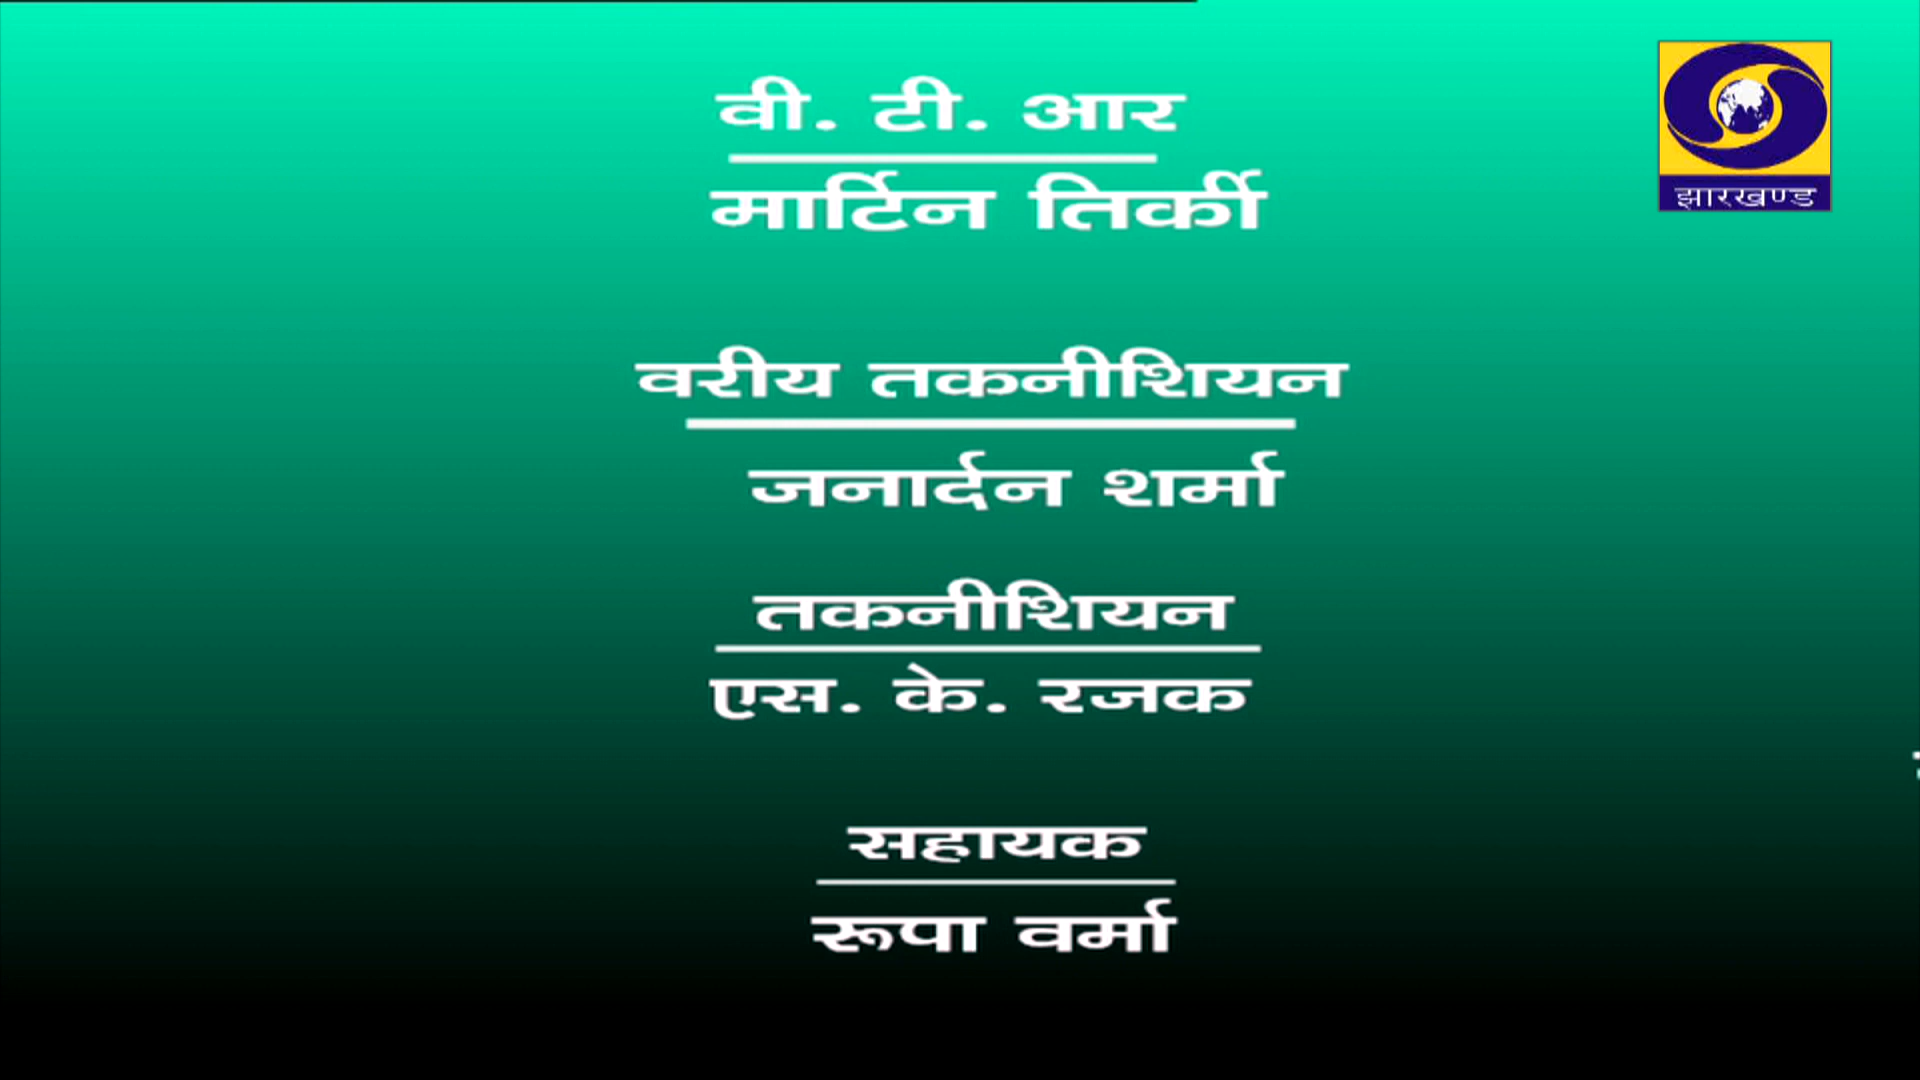 वी. टी. आर
मार्टिन तिर्की
वरीय तकनीशियन
जनार्दन शर्मा
तकनीशियन
एस. के. रजक
सहायक
रूपा वर्मा
झारखण्ड